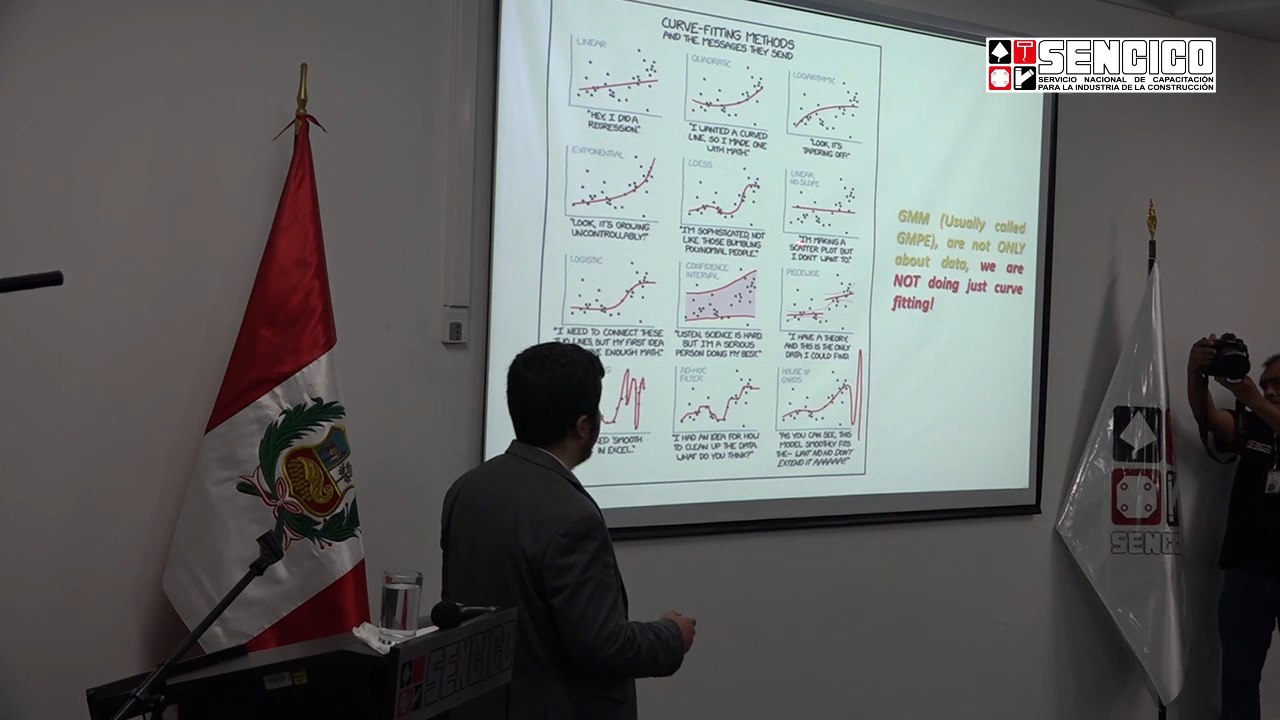 SENCICO
SERVICIO NACIONAL DE CAPACITACIÓN
PARA LA INDUSTRIA DE LA CONSTRUCCIÓN
CURVE-FITTING METHODS
AND THE MESSAGES THEY SEND
LINEAR
"HEY, I DID A
REGRESSION."
QUADRATIC
"I WANTED A CURVED
LINE, SO I MADE ONE
WITH MATH."
LOGARITHMIC
"LOOK, IT'S
TAPERING OFF!"
EXPONENTIAL
"LOOK, IT'S GROWING
UNCONTROLLABLY!"
LOESS
"I'M SOPHISTICATED, NOT
LIKE THOSE BUMBLING
POLYNOMIAL PEOPLE."
LINEAR,
NO SLOPE
"I'M MAKING A
SCATTER PLOT BUT
I DON'T WANT TO."
LOGISTIC
"I NEED TO CONNECT THESE
LINES, BUT MY FIRST IDEA
ENOUGH MATH."
CONFIDENCE
INTERVAL
"LISTEN, SCIENCE IS HARD.
BUT I'M A SERIOUS
PERSON DOING MY BEST."
PIECEWISE
"I HAVE A THEORY,
AND THIS IS THE ONLY
DATA I COULD FIND."
SMOOTH
IN EXCEL."
AD-HOC
FILTER
"I HAD AN IDEA FOR HOW
TO CLEAN UP THE DATA.
WHAT DO YOU THINK?"
HOUSE OF
CARDS
"AS YOU CAN SEE, THIS
MODEL SMOOTHLY FITS
THE- WAIT NO NO DON'T
EXTEND IT AAAAAA!!"
GMM (Usually called
GMPE), are not ONLY
about data, we are
NOT doing just curve
fitting!
SENCICO
SENCICO